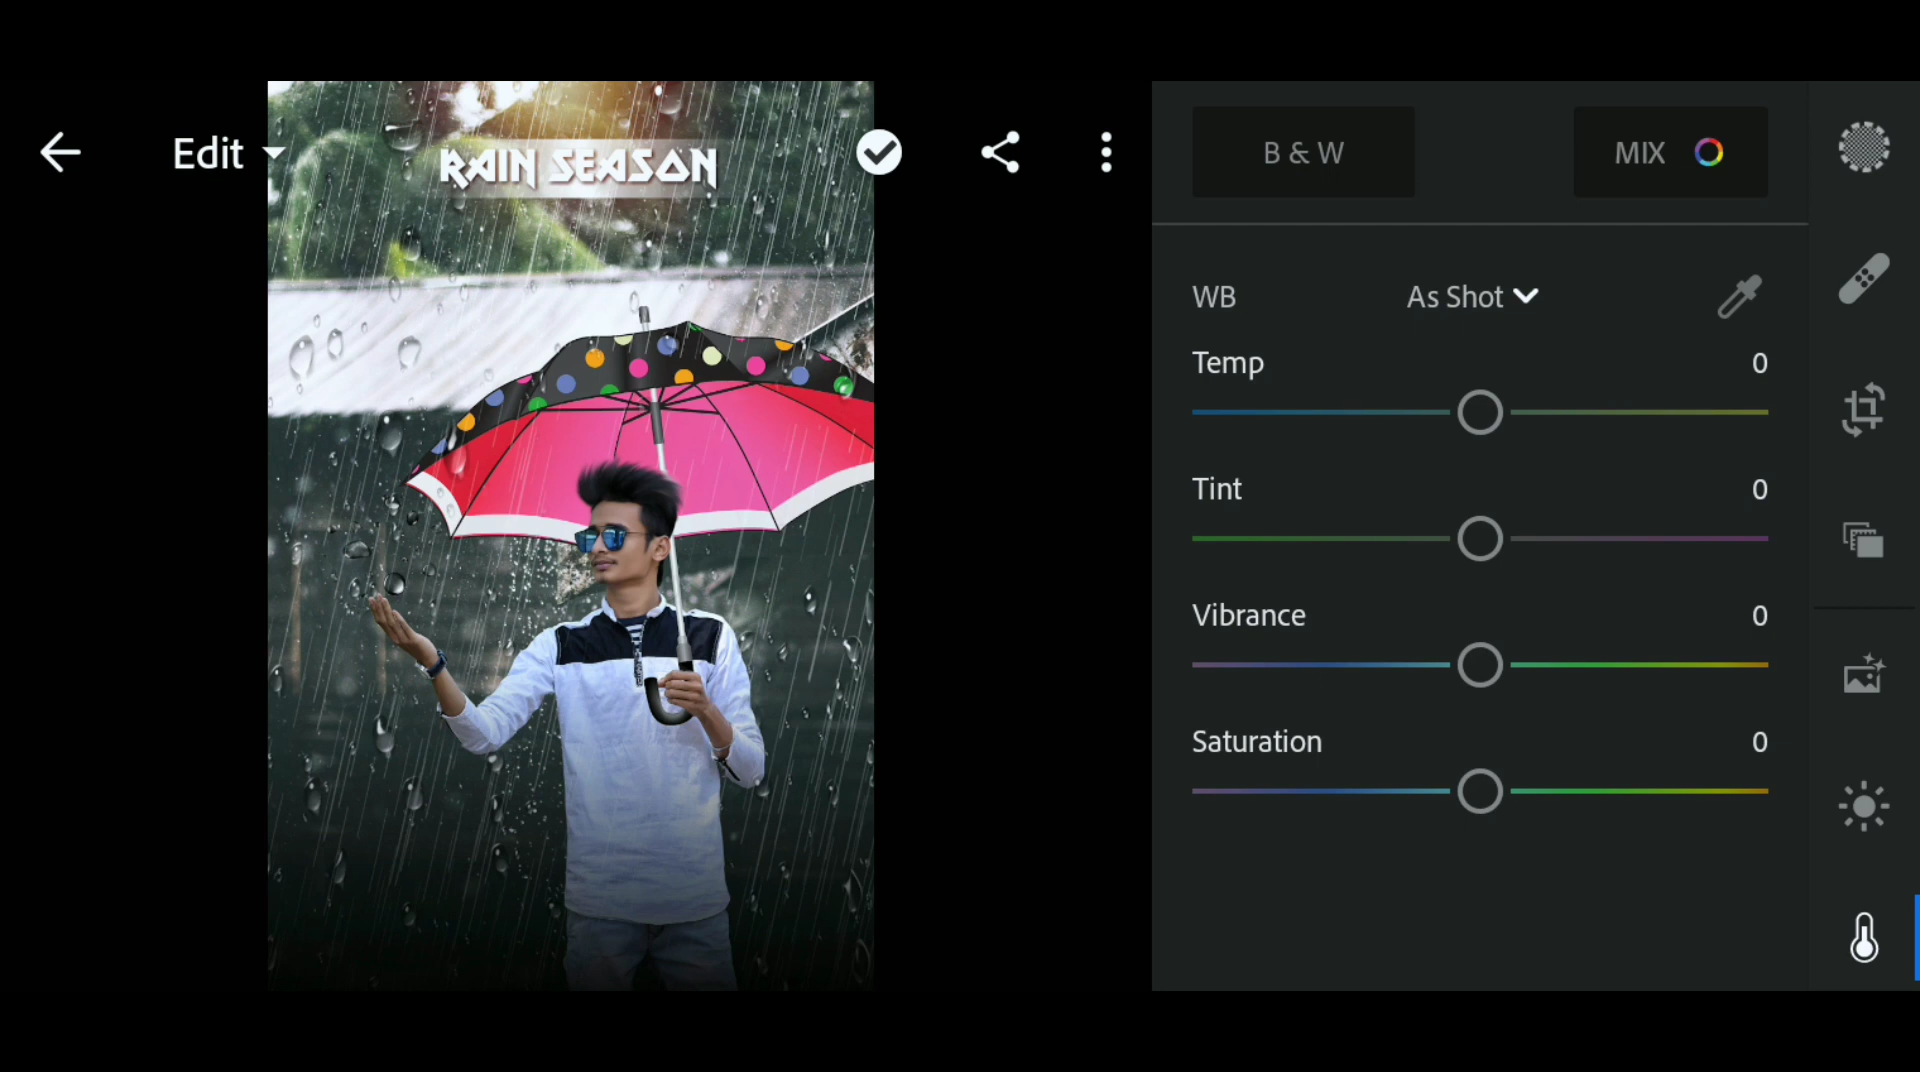 Edit
RAIN SEASON
B & W
MIX
WB
As Shot
Temp
0
Tint
0
Vibrance
0
Saturation
0